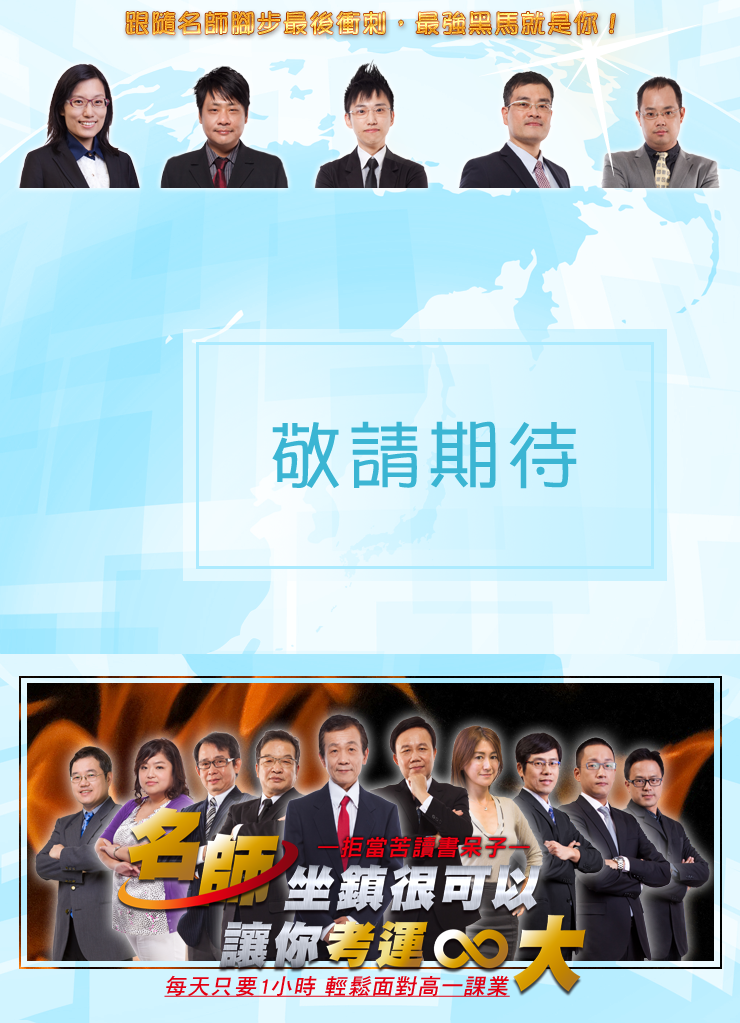 跟隨名師腳步最後衝刺，最強黑馬就是你！
敬請期待
—拒當苦讀書呆子—
名師坐鎮很可以
讓你考運∞大
每天只要1小時 輕鬆面對高一課業